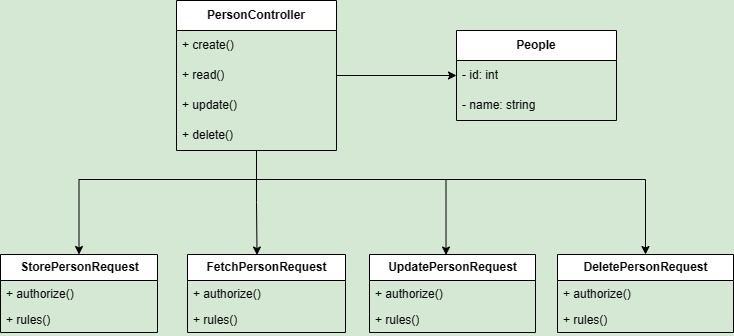 PersonController
+ create()
+ read()
+ update()
+ delete()
People
- id: int
- name: string
StorePersonRequest
+ authorize()
+ rules()
FetchPersonRequest
+ authorize()
+ rules()
UpdatePersonRequest
+ authorize()
+ rules()
DeletePersonRequest
+ authorize()
+ rules()